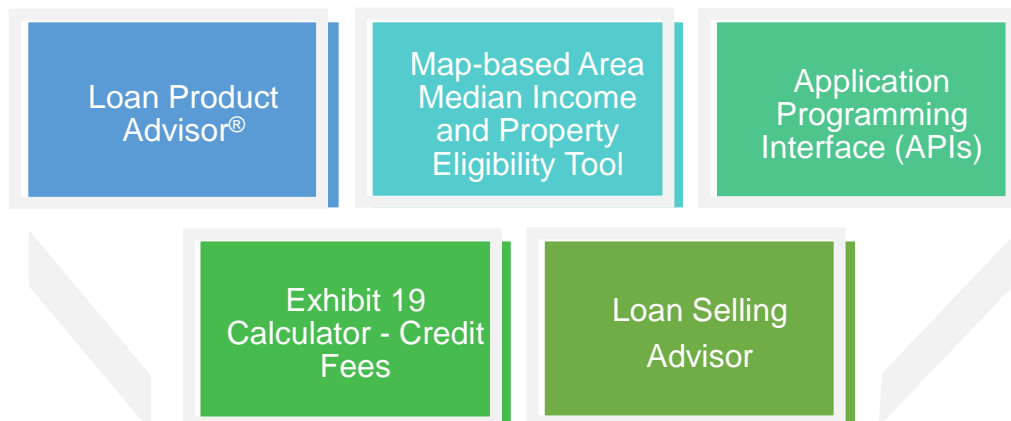 Loan Product
Advisor®
Map-based Area
Median Income
and Property
Eligibility Tool
Application
Programming
Interface (APIs)
Exhibit 19
Calculator - Credit
Fees
Loan Selling
Advisor